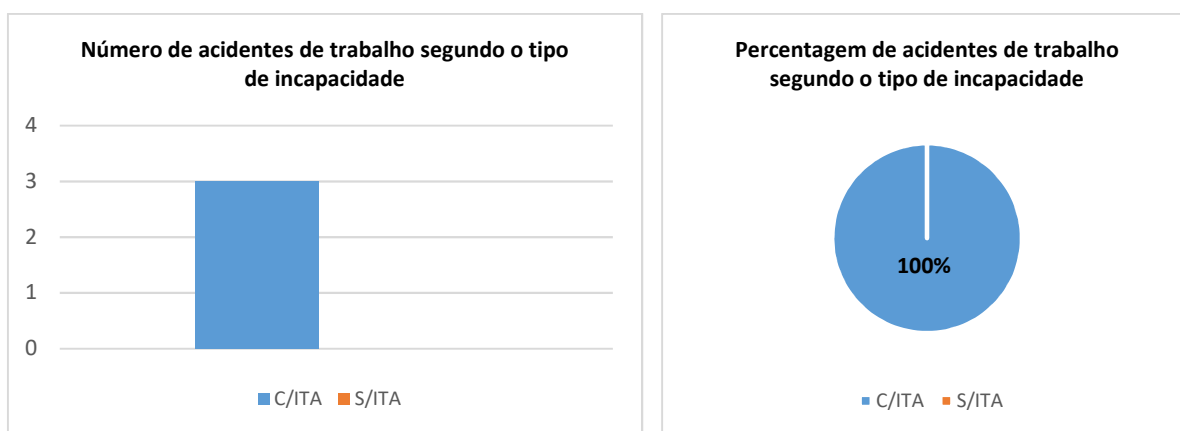 Número de acidentes de trabalho segundo o tipo
de incapacidade
4
3
2
1
0
C/ITA S/ITA
Percentagem de acidentes de trabalho
segundo o tipo de incapacidade
100%
C/ITA S/ITA